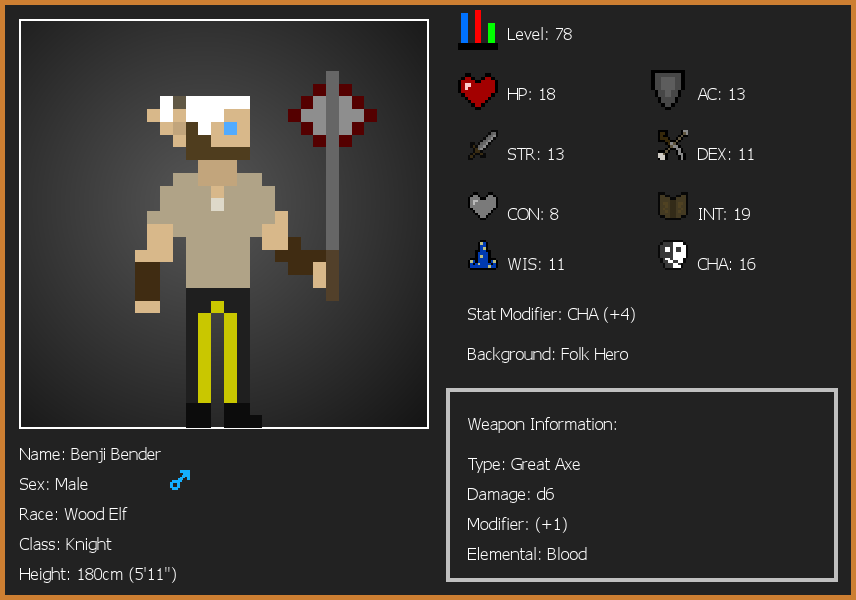 Level: 78
HP: 18
AC: 13
STR: 13
DEX: 11
CON: 8
INT: 19
WIS: 11
CHA: 16
Stat Modifier: CHA (+4)
Background: Folk Hero
Weapon Information:
Type: Great Axe
Damage: d6
Modifier: (+1)
Elemental: Blood
Name: Benji Bender
Sex: Male
Race: Wood Elf
Class: Knight
Height: 180cm (5'11")